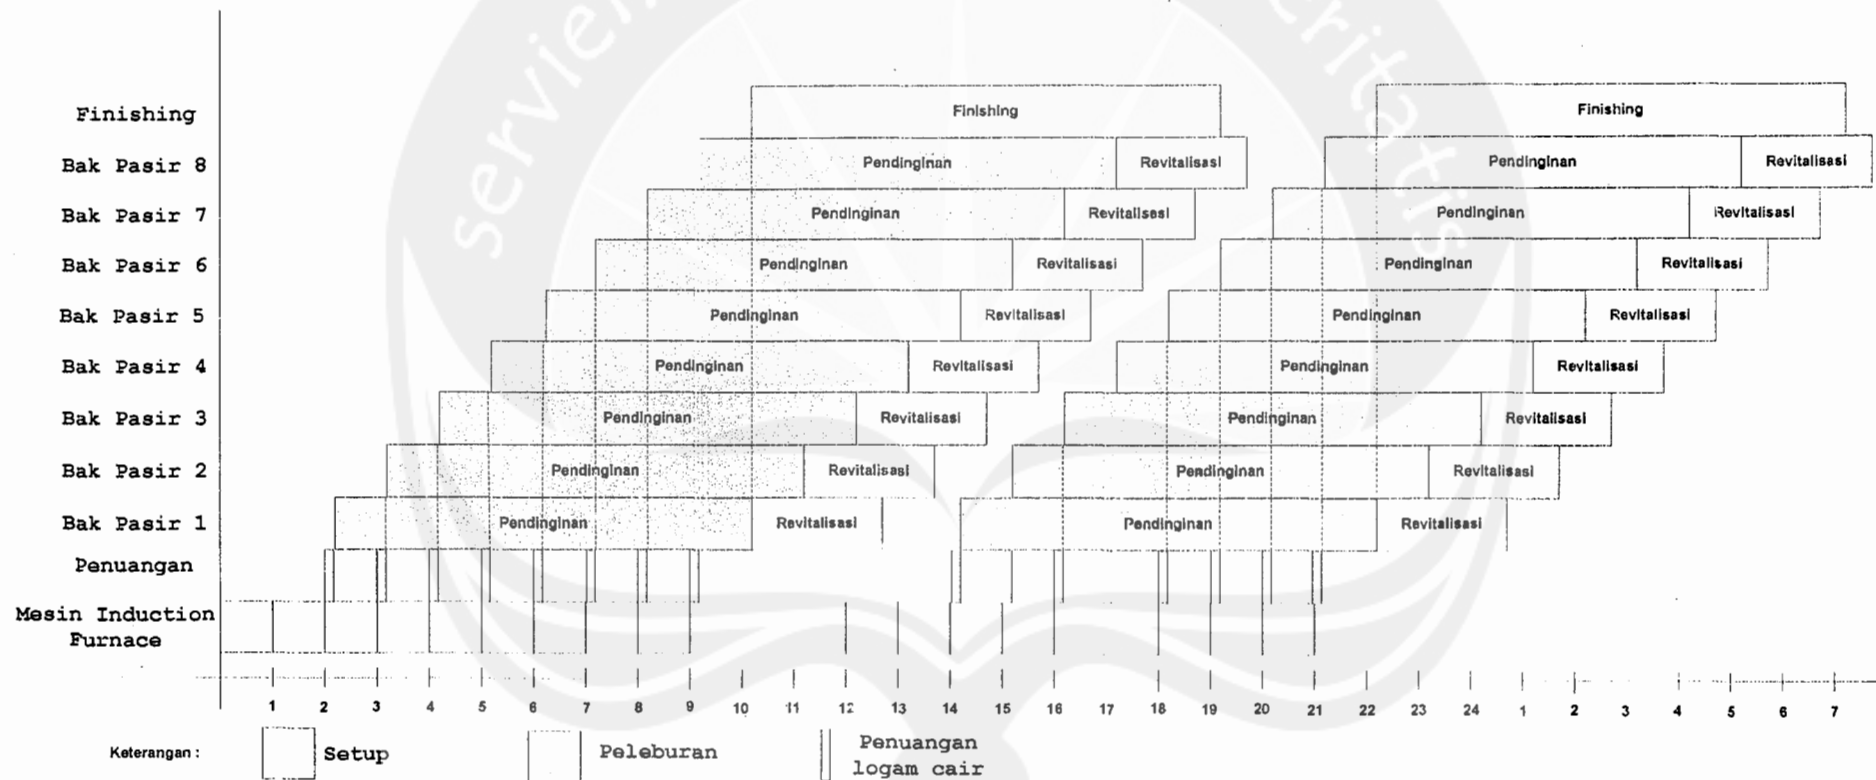 Finishing Finishing Finishing
Bak Pasir 8 Pendinginan Revitalisasi Pendinginan Revitalisasi
Bak Pasir 7 Pendinginan Revitalisasi Pendinginan Revitalisasi
Bak Pasir 6 Pendinginan Revitalisasi Pendinginan Revitalisasi
Bak Pasir 5 Pendinginan Revitalisasi Pendinginan Revitalisasi
Bak Pasir 4 Pendinginan Revitalisasi Pendinginan Revitalisasi
Bak Pasir 3 Pendinginan Revitalisasi Pendinginan Revitalisasi
Bak Pasir 2 Pendinginan Revitalisasi Pendinginan Revitalisasi
Bak Pasir 1 Pendinginan Revitalisasi Pendinginan Revitalisasi
Penuangan
Mesin Induction
Furnace
1 2 3 4 5 6 7 8 9 10 11 12 13 14 15 16 17 18 19 20 21 22 23 24 1 2 3 4 5 6 7
Keterangan : Setup Peleburan Penuangan
logam cair